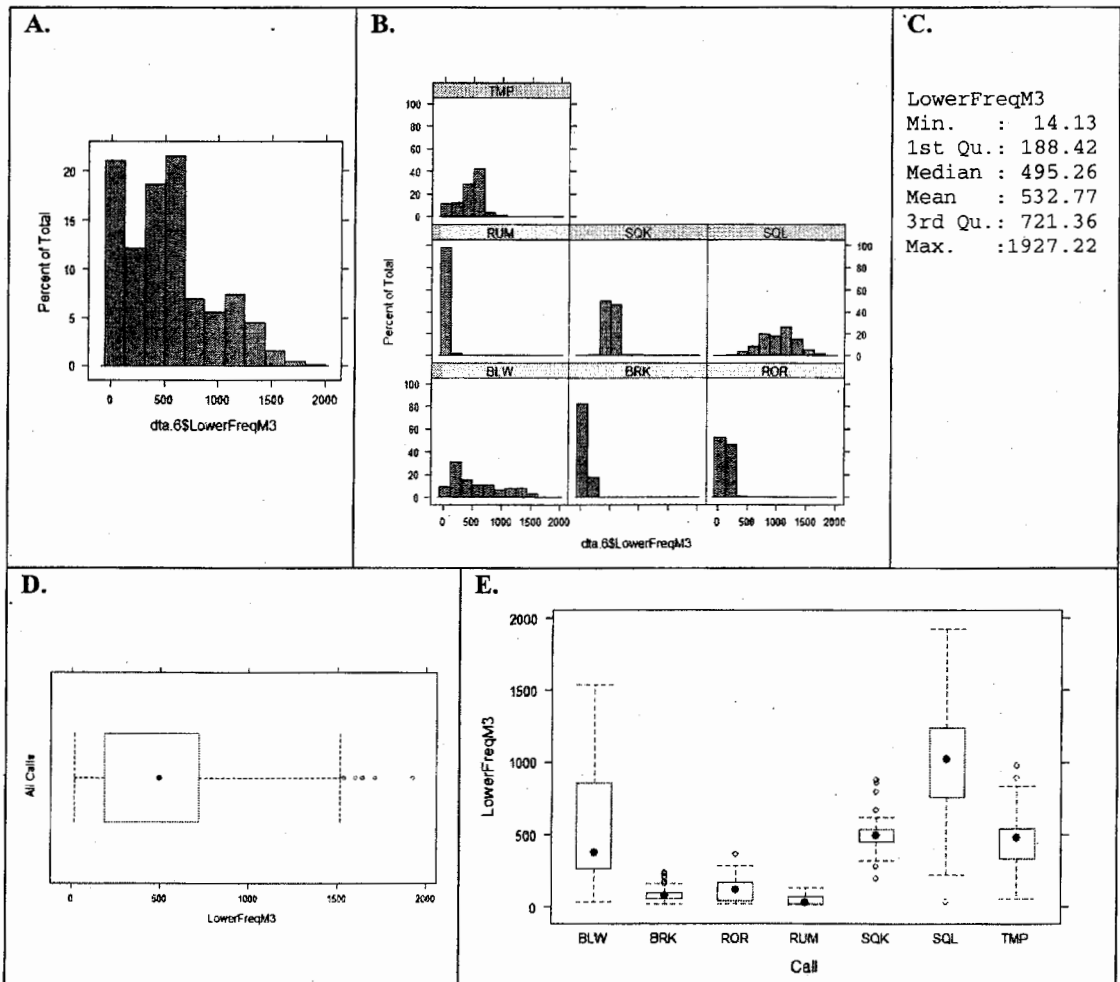 A.
Percent of Total
20
15
10
5
0
0 500 1000 1500 2000
dta.6$LowerFreqM3
B.
0 500 1000 1500 2000
TMP
100
80
60
40
20
0
RUM SQK SQL
100
80
60
40
20
0
Percent of Total
BLW BRK ROR
100
80
60
40
20
0
0 500 1000 1500 2000
0 500 1000 1500 2000
dta.6$LowerFreqM3
C.
LowerFreqM3
Min. : 14.13
1st Qu.: 188.42
Median : 495.26
Mean : 532.77
3rd Qu.: 721.36
Max. :1927.22
D.
All Calls
0 500 1000 1500 2000
LowerFreqM3
E.
LowerFreqM3
2000
1500
1000
500
0
BLW BRK ROR RUM SQK SQL TMP
Call